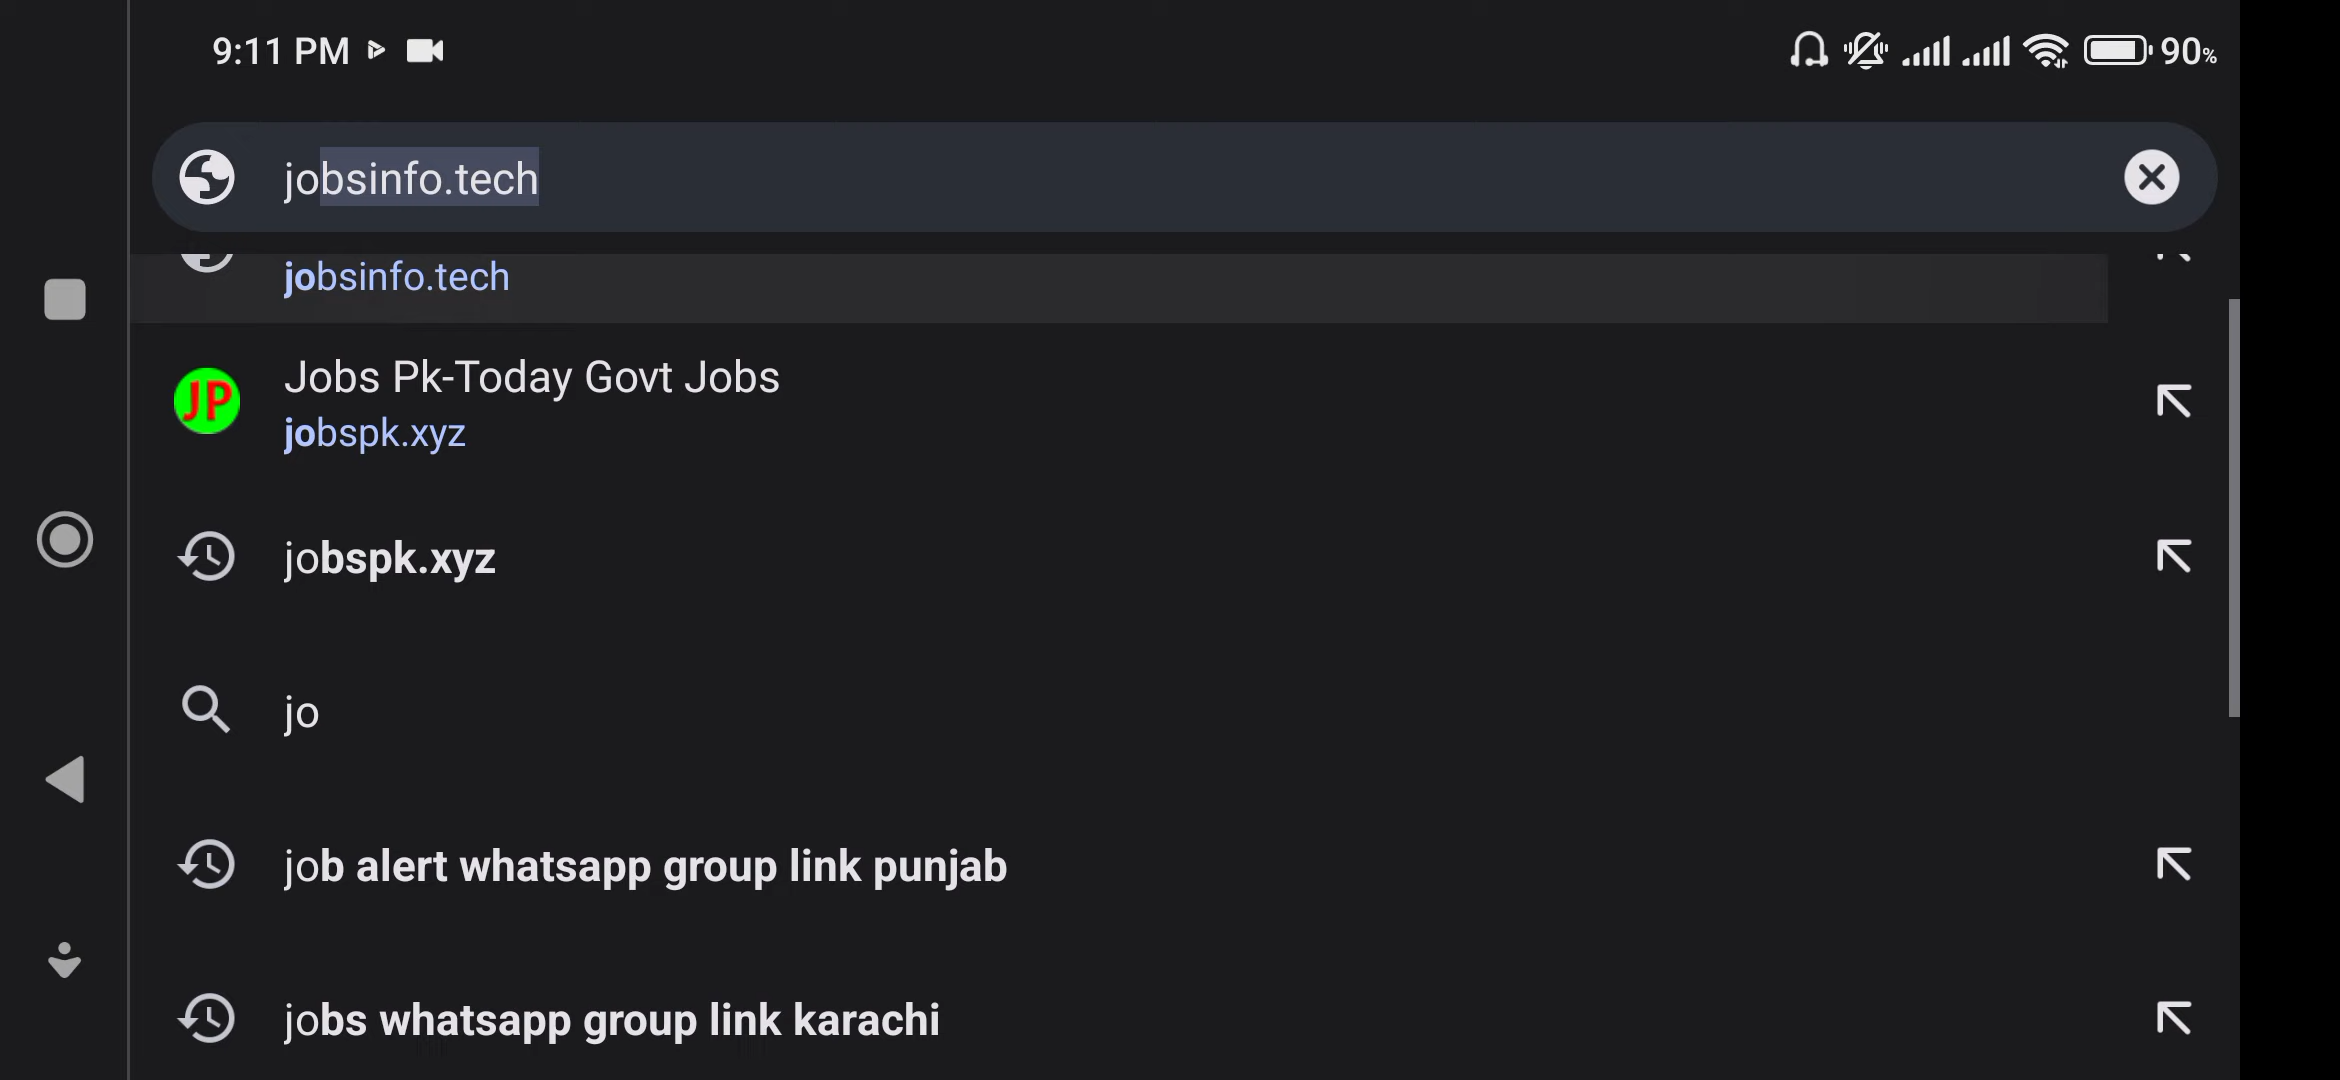 9:11 PM
90%
jobsinfo.tech
jobsinfo.tech
JP
Jobs Pk-Today Govt Jobs
jobspk.xyz
jobspk.xyz
jo
job alert whatsapp group link punjab
jobs whatsapp group link karachi